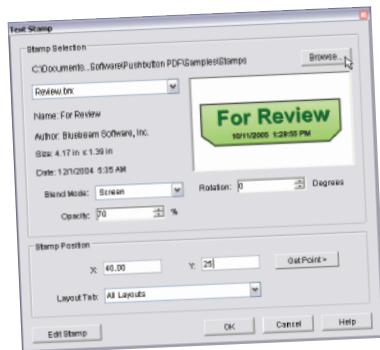 Text Stamp
Stamp Selection
C:\Documents...Software\Pushbutton PDF\Samples\Stamps
Browse...
Review.brx
Name: For Review
Author: Bluebeam Software, Inc.
Size: 4.17 in x 1.39 in
Date: 12/1/2004 5:35 AM
For Review
10/11/2005 1:28:55 PM
Blend Mode: Screen
Rotation: 0 Degrees
Opacity: 70 %
Stamp Position
X: 40.00 Y: 25 Get Point >
Layout Tab: All Layouts
Edit Stamp OK Cancel Help